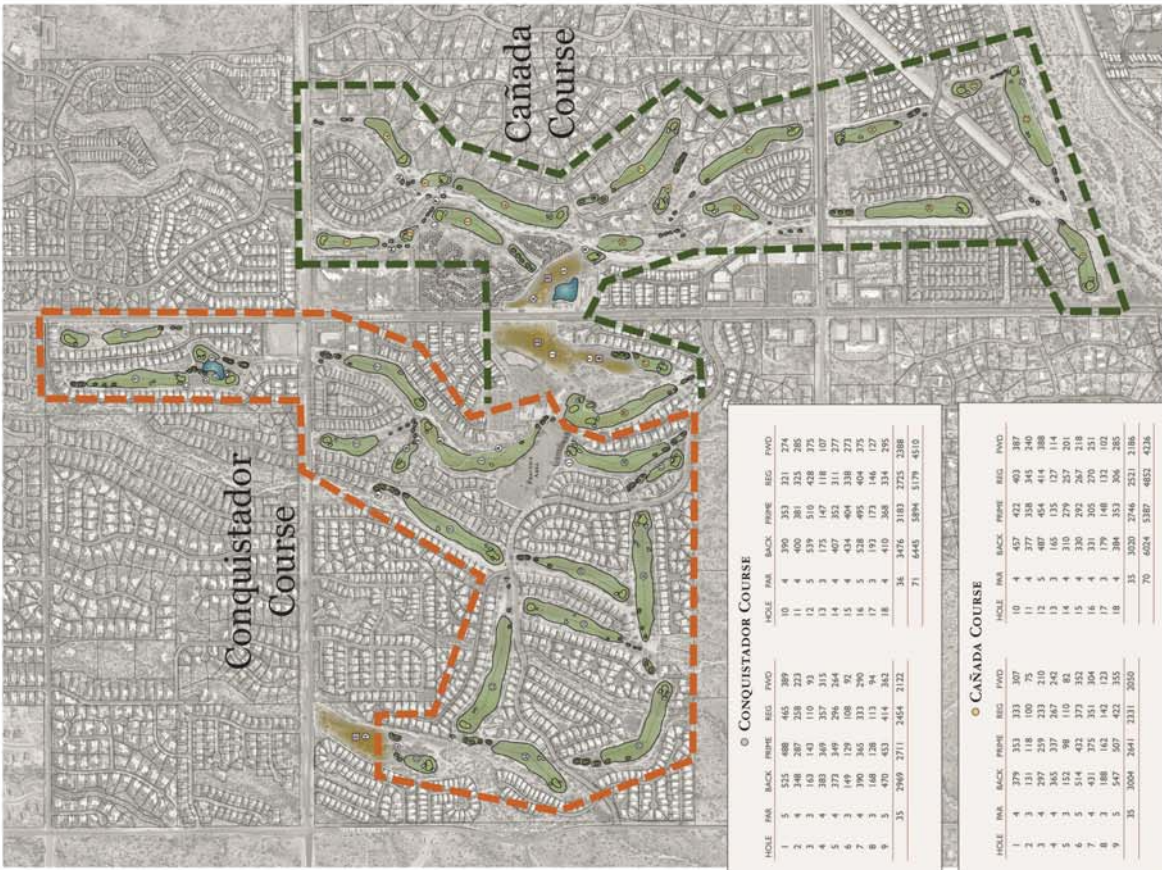 Conquistador
Course
Cañada
Course
PRACTICE
AREA
CONQUISTADOR COURSE
HOLE PAR BACK PRIME REG FWD
1 5 525 488 465 389
2 4 348 287 258 223
3 3 163 143 110 93
4 4 383 369 357 315
5 4 373 349 296 264
6 3 149 129 108 92
7 4 390 365 333 290
8 3 168 128 113 94
9 5 470 453 414 362
35 2969 2711 2454 2122
HOLE PAR BACK PRIME REG FWD
10 4 390 353 321 274
11 4 400 381 325 285
12 5 539 510 428 375
13 3 175 147 118 107
14 4 407 352 311 277
15 4 434 404 338 273
16 5 528 495 404 375
17 3 193 173 146 127
18 4 410 368 334 295
36 3476 3183 2725 2388
71 6445 5894 5179 4510
CAÑADA COURSE
HOLE PAR BACK PRIME REG FWD
1 4 379 353 333 307
2 3 131 118 100 75
3 4 297 259 233 210
4 4 365 337 267 242
5 3 152 98 110 82
6 5 514 432 373 352
7 4 431 375 351 304
8 3 188 162 142 123
9 5 547 507 422 355
35 3004 2641 2331 2050
HOLE PAR BACK PRIME REG FWD
10 4 457 422 403 387
11 4 377 358 345 240
12 5 487 454 414 388
13 3 165 135 127 114
14 4 310 279 257 201
15 4 330 292 267 218
16 4 331 305 270 251
17 3 179 148 132 102
18 4 384 353 306 285
35 3020 2746 2521 2186
70 6024 5387 4852 4236